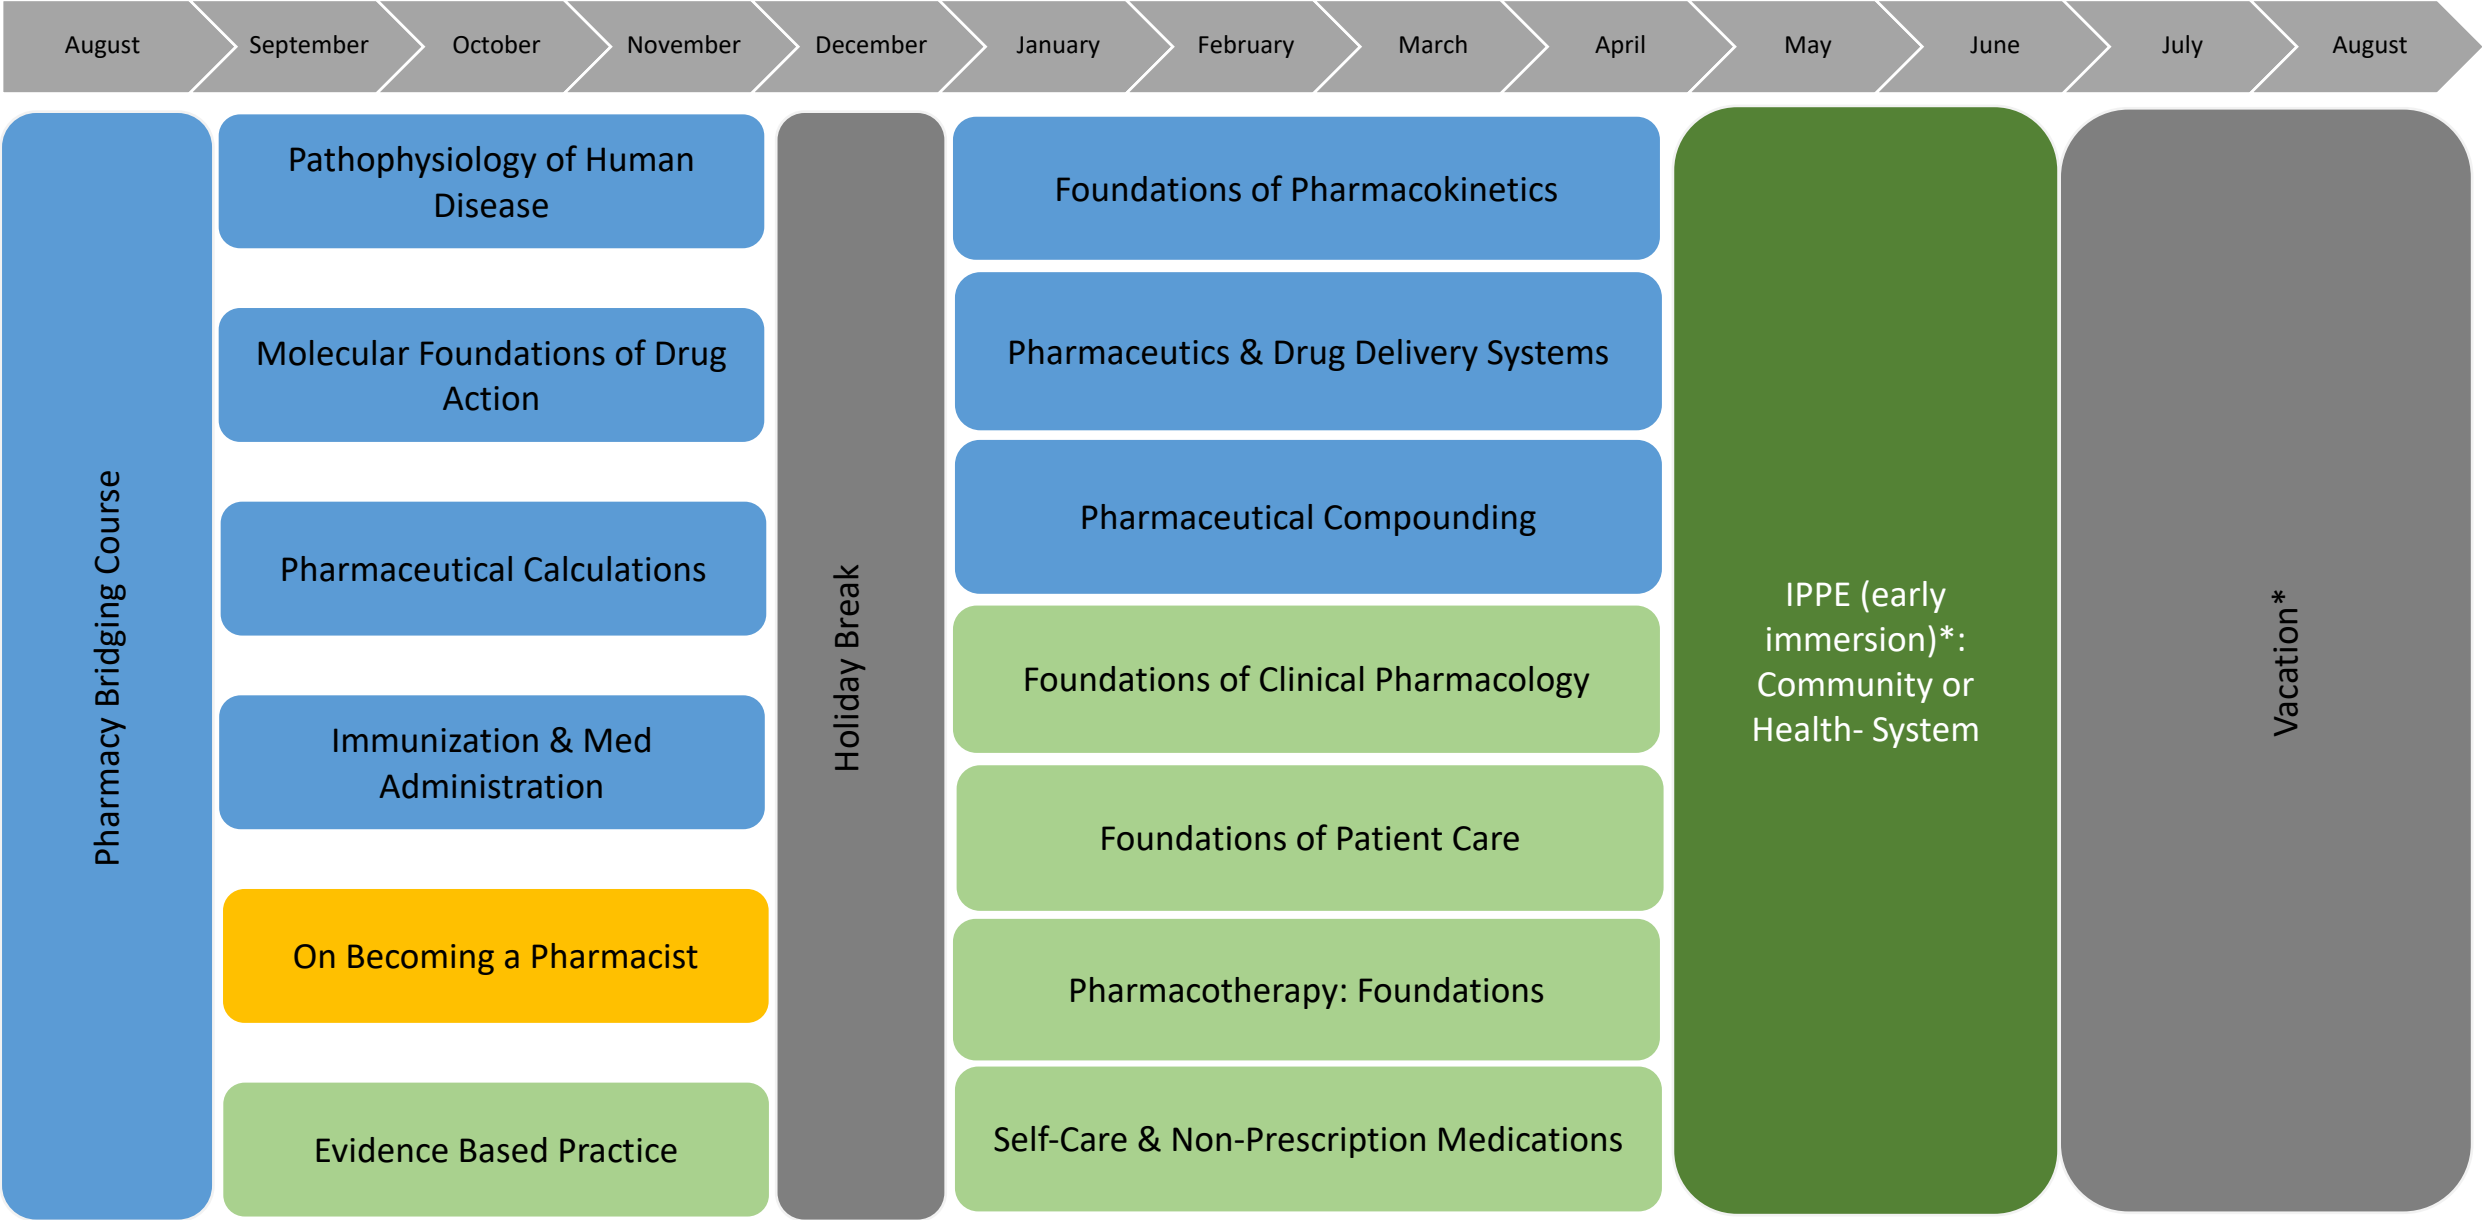 August
September
October
November
December
January
February
March
April
May
June
July
August
Pharmacy Bridging Course
Pathophysiology of Human
Disease
Molecular Foundations of Drug
Action
Pharmaceutical Calculations
Immunization & Med
Administration
On Becoming a Pharmacist
Evidence Based Practice
Holiday Break
Foundations of Pharmacokinetics
Pharmaceutics & Drug Delivery Systems
Pharmaceutical Compounding
Foundations of Clinical Pharmacology
Foundations of Patient Care
Pharmacotherapy: Foundations
Self-Care & Non-Prescription Medications
IPPE (early
immersion)*:
Community or
Health- System
Vacation*